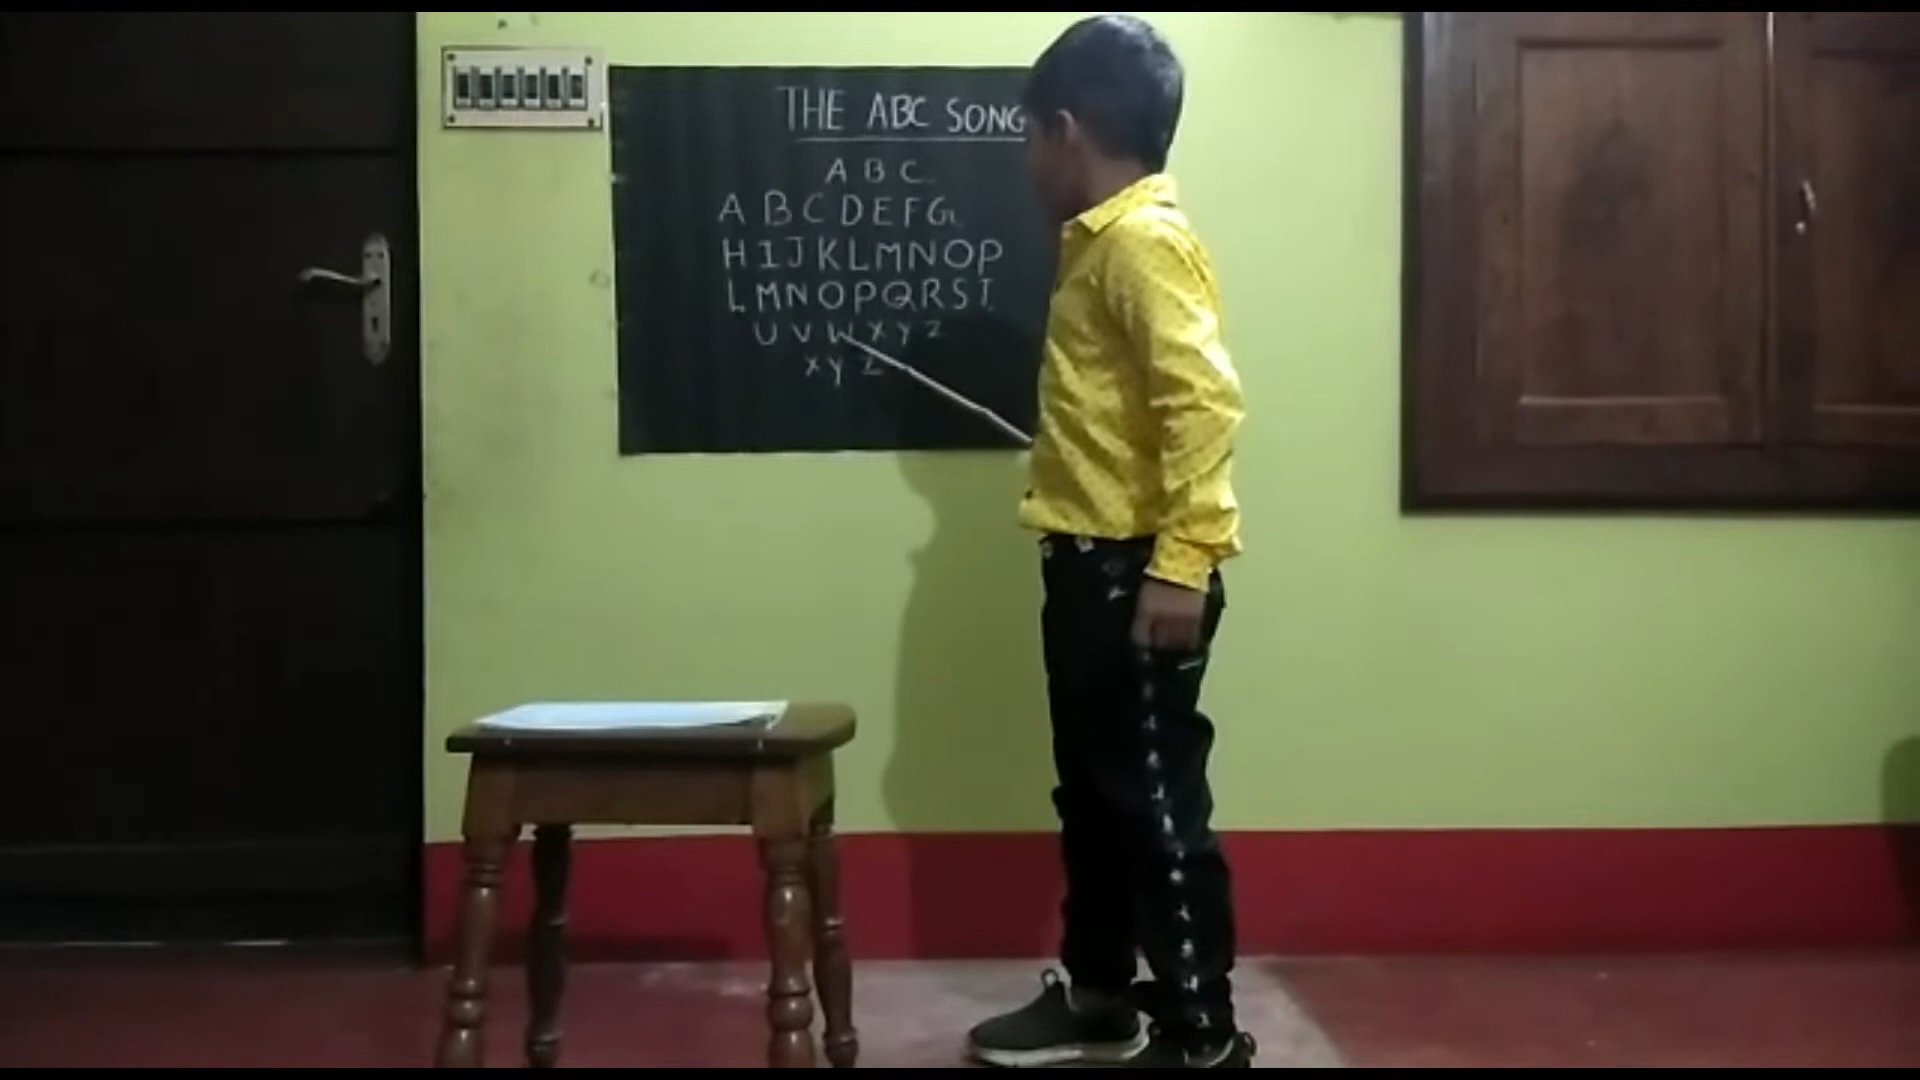 THE ABC SONG
A B C
A B C D E F G
H I J K L M N O P
L M N O P Q R S T
U V W X Y Z
X Y Z